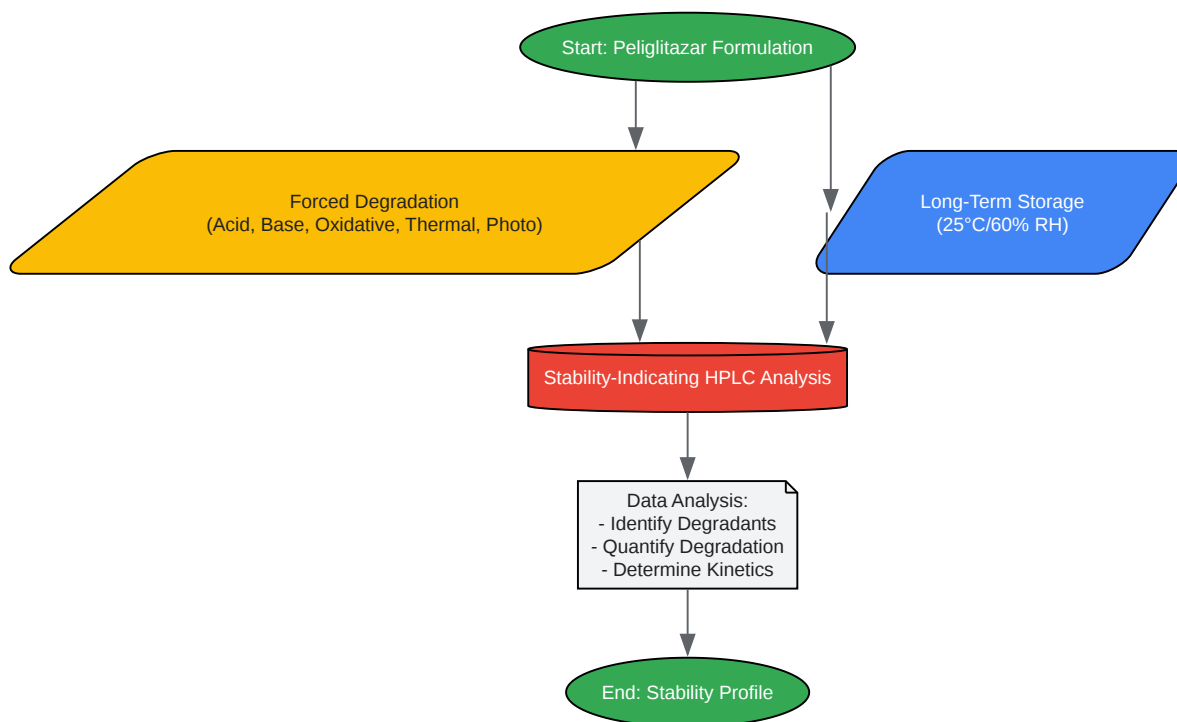 Start: Peliglitazar Formulation
Forced Degradation
(Acid, Base, Oxidative, Thermal, Photo)
Long-Term Storage
(25°C/60% RH)
Stability-Indicating HPLC Analysis
Data Analysis:
- Identify Degradants
- Quantify Degradation
- Determine Kinetics
End: Stability Profile